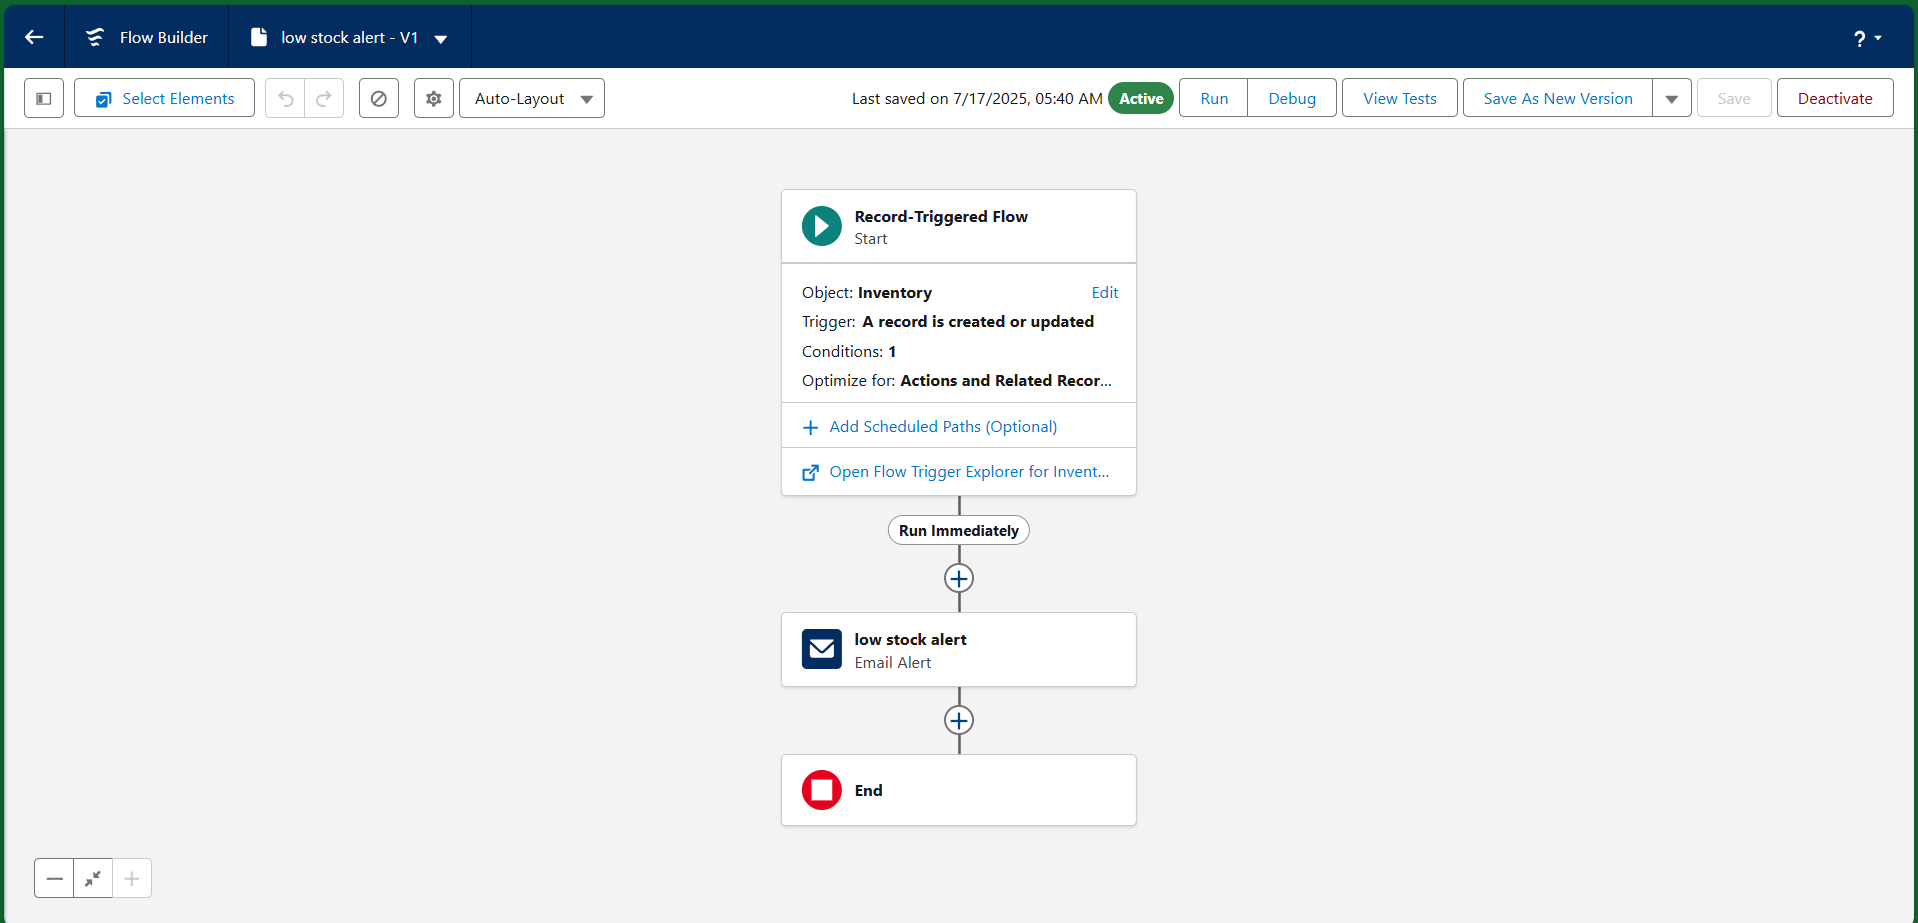 Flow Builder
low stock alert - V1
?
Select Elements
Auto-Layout
Last saved on 7/17/2025, 05:40 AM
Active
Run
Debug
View Tests
Save As New Version
Save
Deactivate
Record-Triggered Flow
Start
Object: Inventory
Edit
Trigger: A record is created or updated
Conditions: 1
Optimize for: Actions and Related Recor...
Add Scheduled Paths (Optional)
Open Flow Trigger Explorer for Invent...
Run Immediately
low stock alert
Email Alert
End